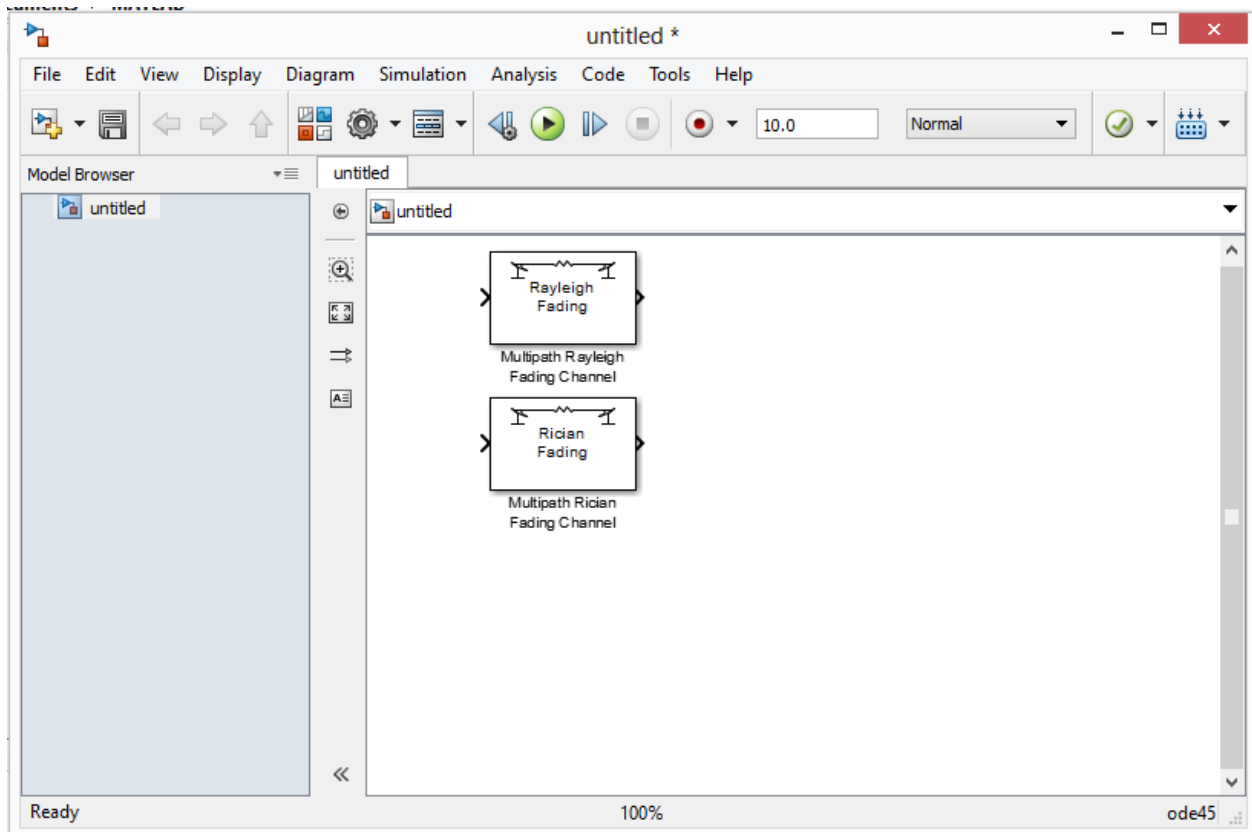 untitled *
File Edit View Display Diagram Simulation Analysis Code Tools Help
10.0 Normal
Model Browser untitled
untitled untitled
Rayleigh
Fading
Multipath Rayleigh
Fading Channel
Rician
Fading
Multipath Rician
Fading Channel
Ready 100% ode45